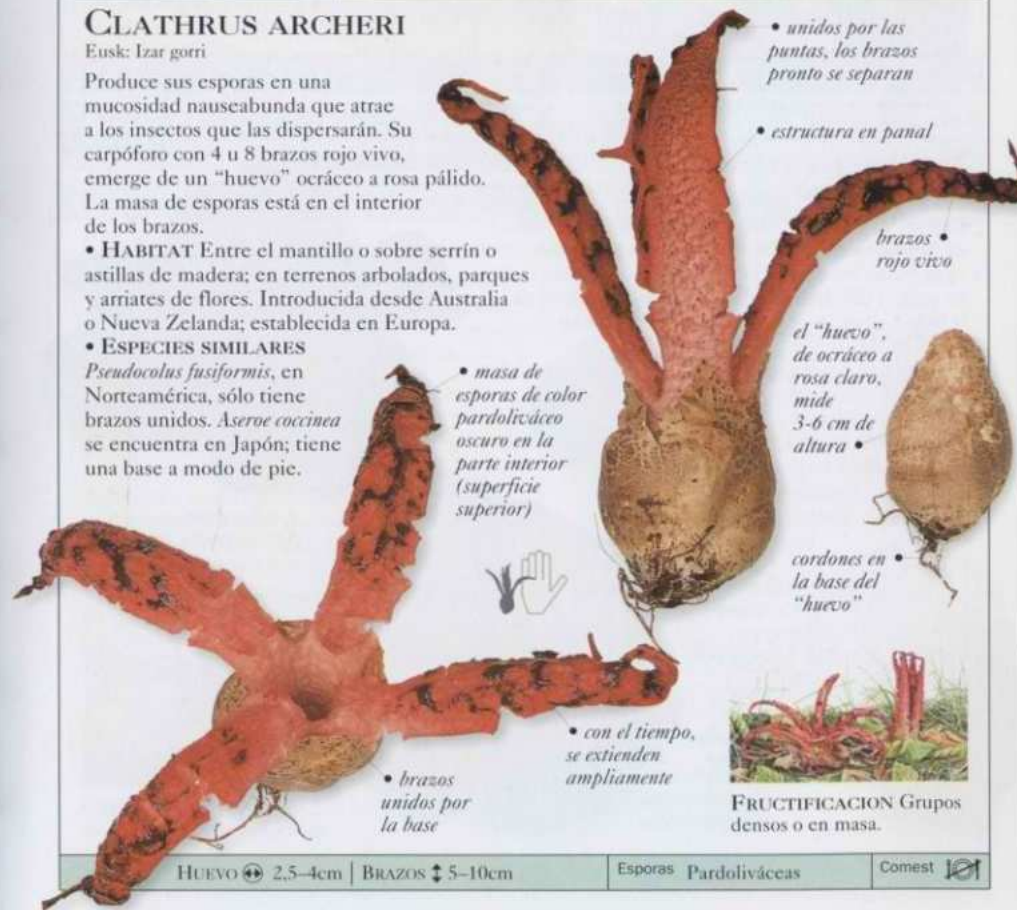 CLATHRUS ARCHERI
Eusk: Izar gorri
Produce sus esporas en una
mucosidad nauseabunda que atrae
a los insectos que las dispersarán. Su
carpóforo con 4 u 8 brazos rojo vivo,
emerge de un “huevo” ocráceo a rosa pálido.
La masa de esporas está en el interior
de los brazos.
• HABITAT Entre el mantillo o sobre serrín o
astillas de madera; en terrenos arbolados, parques
y arriates de flores. Introducida desde Australia
o Nueva Zelanda; establecida en Europa.
• ESPECIES SIMILARES
Pseudocolus fusiformis, en
Norteamérica, sólo tiene
brazos unidos. Aseroe coccinea
se encuentra en Japón; tiene
una base a modo de pie.
• unidos por las
puntas, los brazos
pronto se separan
• estructura en panal
brazos •
rojo vivo
el “huevo”,
de ocráceo a
rosa claro,
mide
3-6 cm de
altura •
• masa de
esporas de color
pardoliváceo
oscuro en la
parte interior
(superficie
superior)
cordones en •
la base del
“huevo”
• con el tiempo,
se extienden
ampliamente
• brazos
unidos por
la base
FRUCTIFICACION Grupos
densos o en masa.
HUEVO 2,5–4cm | BRAZOS 5–10cm
Esporas Pardoliváceas
Comest